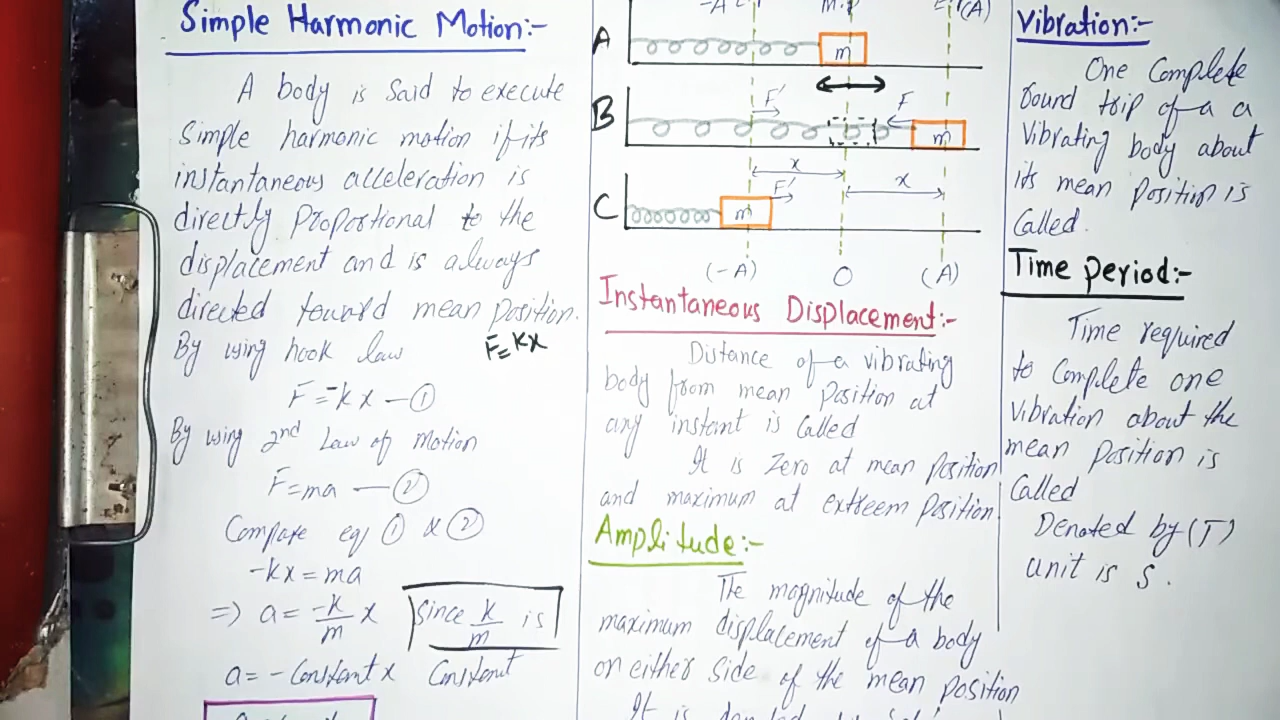 Simple Harmonic Motion:-
A body is said to execute
simple harmonic motion if its
instantaneous acceleration is
directly proportional to the
displacement and is always
directed toward mean position.
By using hook law F=kx
F=-kx —①
By using 2nd Law of motion
F=ma —②
Compare eq ① & ②
-kx=ma
=> a=-k/m x since k/m is
a=-Constant x Constant
A
m
B
F'
F
m
x
x
C
F'
m
(-A) O (A)
Instantaneous Displacement:-
Distance of a vibrating
body from mean position at
any instant is called
It is zero at mean position
and maximum at extreem position.
Amplitude:-
The magnitude of the
maximum displacement of a body
on either side of the mean position
It is
Vibration:-
One Complete
round trip of a a
vibrating body about
its mean position is
Called.
Time period:-
Time required
to Complete one
vibration about the
mean position is
Called
Denoted by (T)
unit is s.